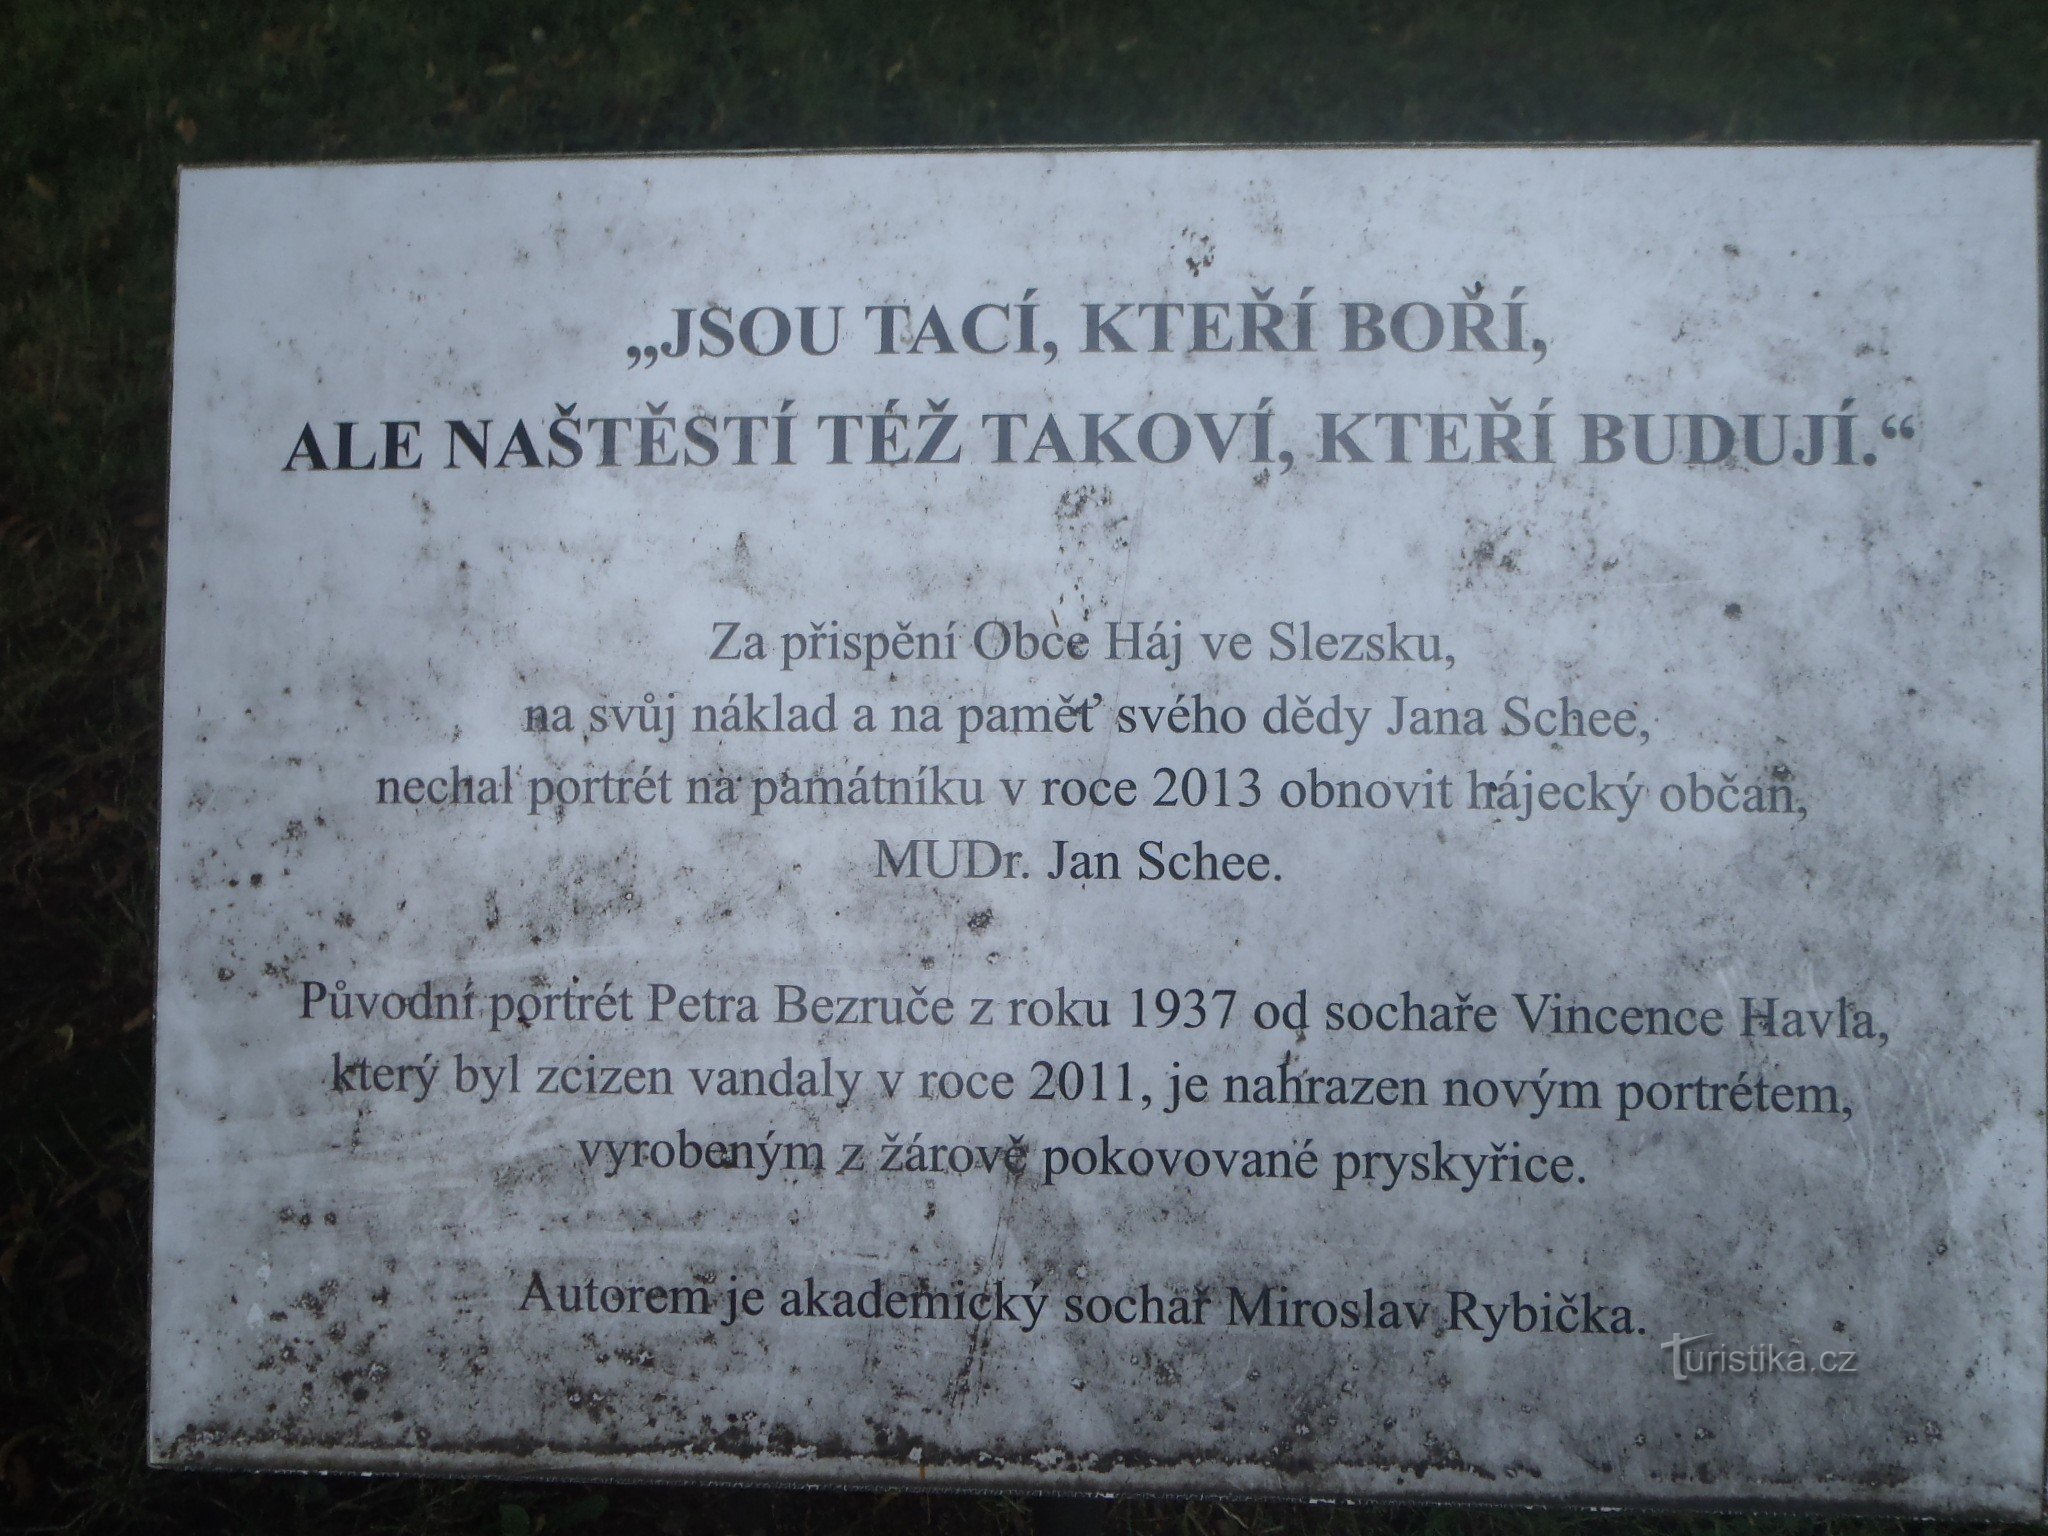 „JSOU TACÍ, KTEŘÍ BOŘÍ,
ALE NAŠTĚSTÍ TÉŽ TAKOVÍ, KTEŘÍ BUDUJÍ.“
Za přispění Obce Háj ve Slezsku,
na svůj náklad a na paměť svého dědy Jana Schee,
nechal portrét na památníku v roce 2013 obnovit hájecký občan,
MUDr. Jan Schee.
Původní portrét Petra Bezruče z roku 1937 od sochaře Vincence Havla,
který byl zcizen vandaly v roce 2011, je nahrazen novým portrétem,
vyrobeným z žárově pokovované pryskyřice.
Autorem je akademický sochař Miroslav Rybička.
Turistika.cz